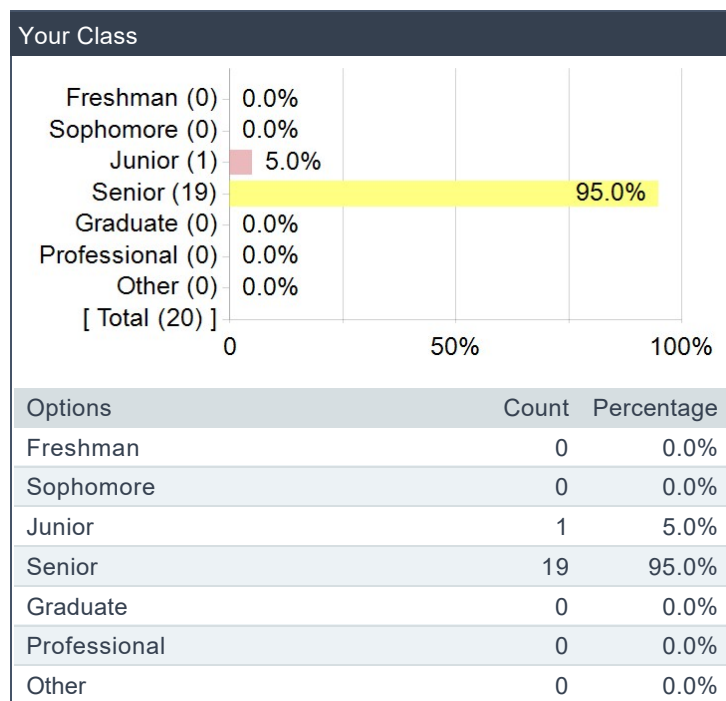 Your Class
Freshman (0) 0.0%
Sophomore (0) 0.0%
Junior (1) 5.0%
Senior (19) 95.0%
Graduate (0) 0.0%
Professional (0) 0.0%
Other (0) 0.0%
[ Total (20) ]
0 50% 100%
Options Count Percentage
Freshman 0 0.0%
Sophomore 0 0.0%
Junior 1 5.0%
Senior 19 95.0%
Graduate 0 0.0%
Professional 0 0.0%
Other 0 0.0%